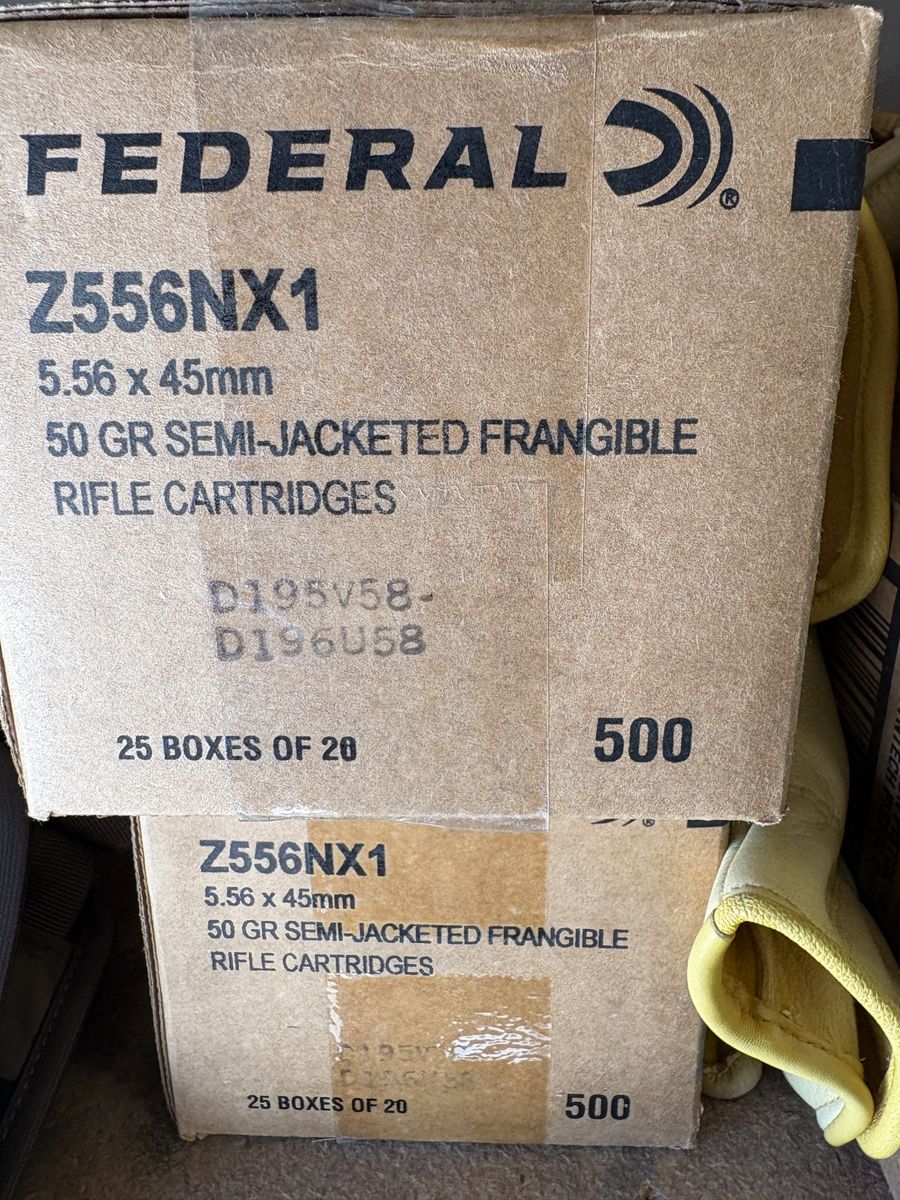 FEDERAL ®
Z556NX1
5.56 x 45mm
50 GR SEMI-JACKETED FRANGIBLE
RIFLE CARTRIDGES
D195V58-
D196U58
25 BOXES OF 20
500
®
Z556NX1
5.56 x 45mm
50 GR SEMI-JACKETED FRANGIBLE
RIFLE CARTRIDGES
25 BOXES OF 20
500